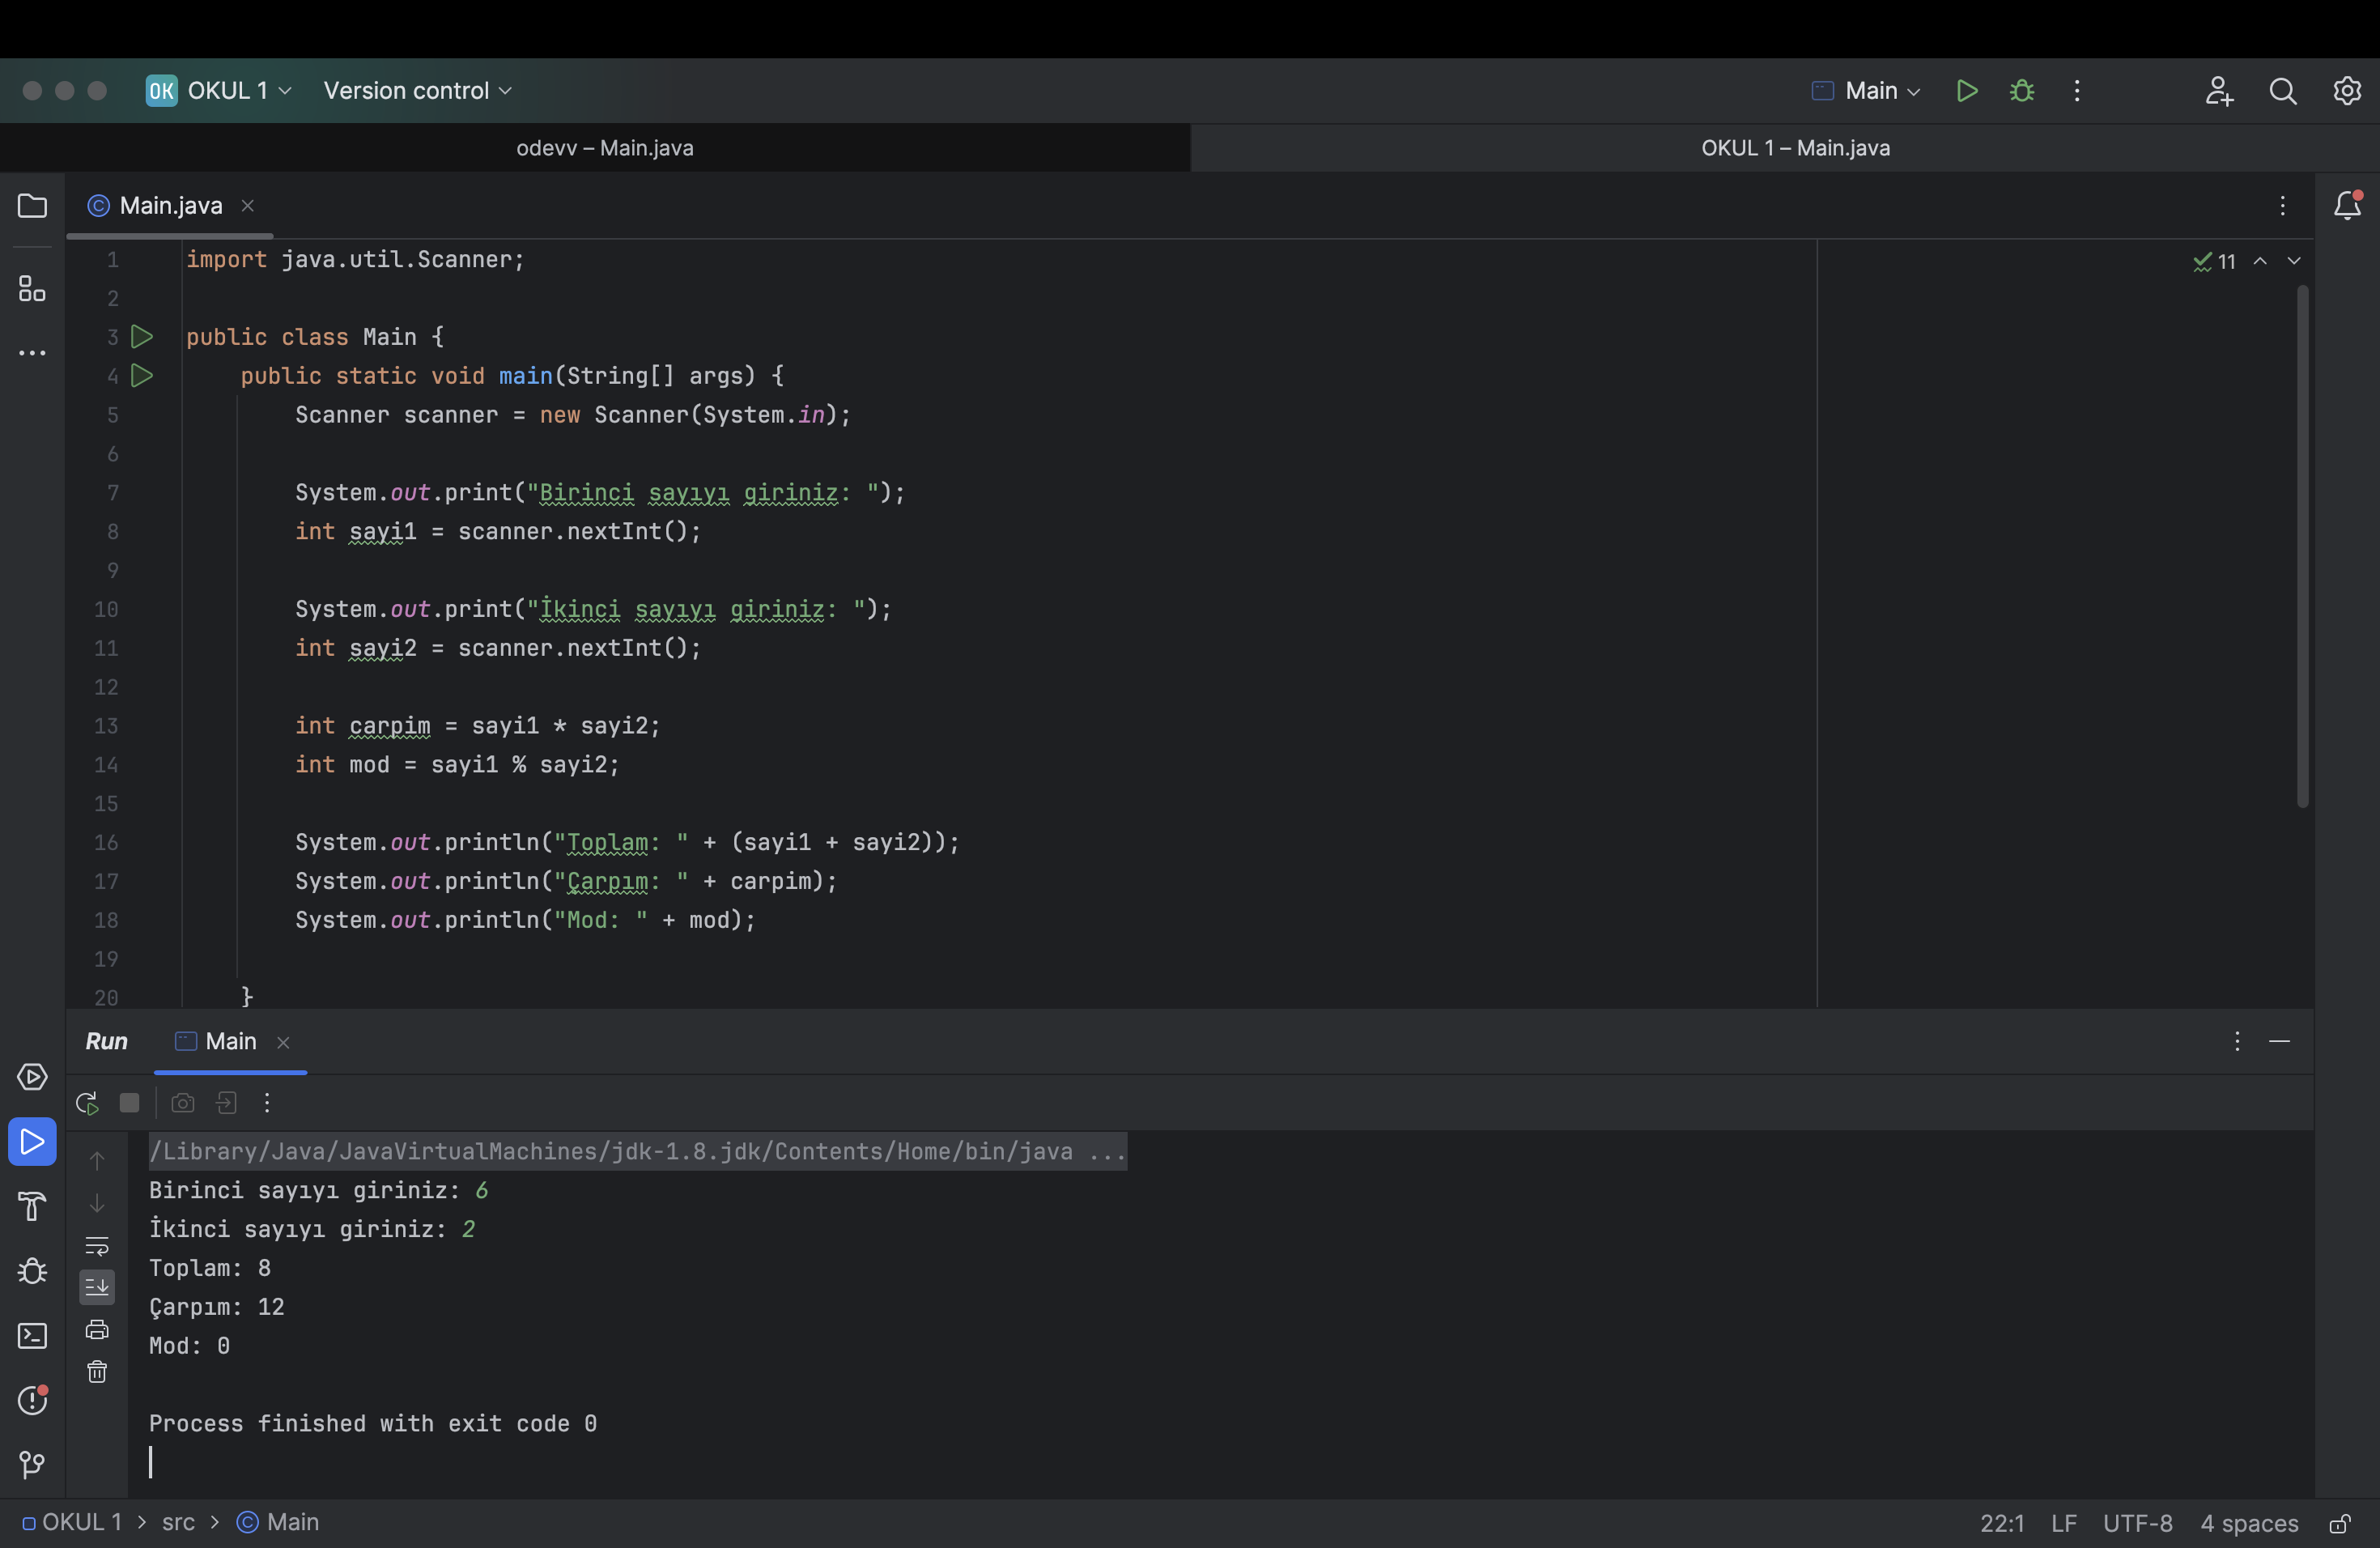 OK OKUL 1 Version control Main
odevv – Main.java OKUL 1 – Main.java
Main.java
11
1 import java.util.Scanner;
2
3 public class Main {
4 public static void main(String[] args) {
5 Scanner scanner = new Scanner(System.in);
6
7 System.out.print("Birinci sayıyı giriniz: ");
8 int sayi1 = scanner.nextInt();
9
10 System.out.print("İkinci sayıyı giriniz: ");
11 int sayi2 = scanner.nextInt();
12
13 int carpim = sayi1 * sayi2;
14 int mod = sayi1 % sayi2;
15
16 System.out.println("Toplam: " + (sayi1 + sayi2));
17 System.out.println("Çarpım: " + carpim);
18 System.out.println("Mod: " + mod);
19
20 }
Run Main
/Library/Java/JavaVirtualMachines/jdk-1.8.jdk/Contents/Home/bin/java ...
Birinci sayıyı giriniz: 6
İkinci sayıyı giriniz: 2
Toplam: 8
Çarpım: 12
Mod: 0
Process finished with exit code 0
OKUL 1 > src > Main 22:1 LF UTF-8 4 spaces